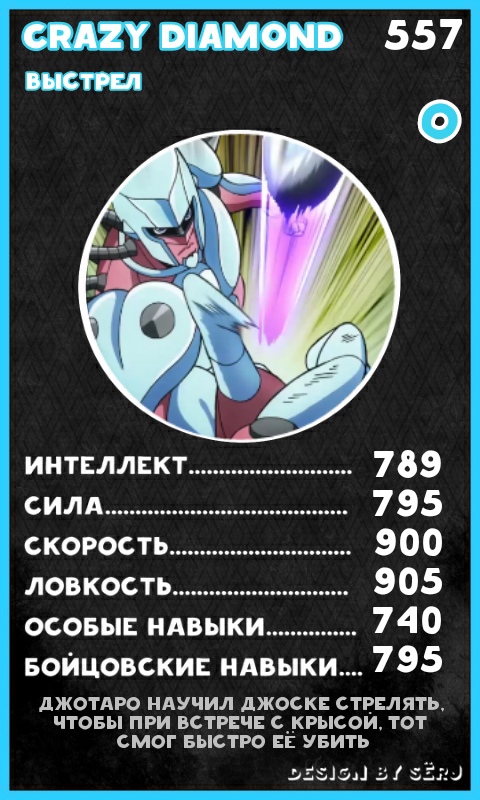 CRAZY DIAMOND 557
ВЫСТРЕЛ
ИНТЕЛЛЕКТ................................ 789
СИЛА................................................ 795
СКОРОСТЬ.................................... 900
ЛОВКОСТЬ................................... 905
ОСОБЫЕ НАВЫКИ.................. 740
БОЙЦОВСКИЕ НАВЫКИ.... 795
ДЖОТАРО НАУЧИЛ ДЖОСКЕ СТРЕЛЯТЬ,
ЧТОБЫ ПРИ ВСТРЕЧЕ С КРЫСОЙ, ТОТ
СМОГ БЫСТРО ЕЁ УБИТЬ
DESIGN BY SËRJ